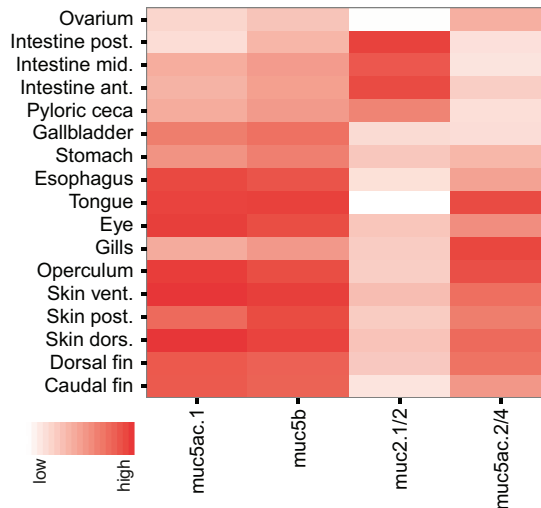 Ovarium
Intestine post.
Intestine mid.
Intestine ant.
Pyloric ceca
Gallbladder
Stomach
Esophagus
Tongue
Eye
Gills
Operculum
Skin vent.
Skin post.
Skin dors.
Dorsal fin
Caudal fin
muc5ac.1
muc5b
muc2.1/2
muc5ac.2/4
low
high